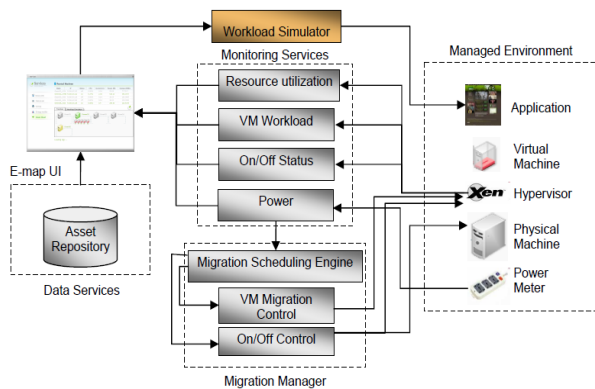 Workload Simulator
Monitoring Services
Managed Environment
Resource utilization
Application
VM Workload
Virtual
Machine
On/Off Status
E-map UI
Xen
Hypervisor
Power
Asset
Repository
Physical
Machine
Migration Scheduling Engine
Data Services
Power
Meter
VM Migration
Control
On/Off Control
Migration Manager